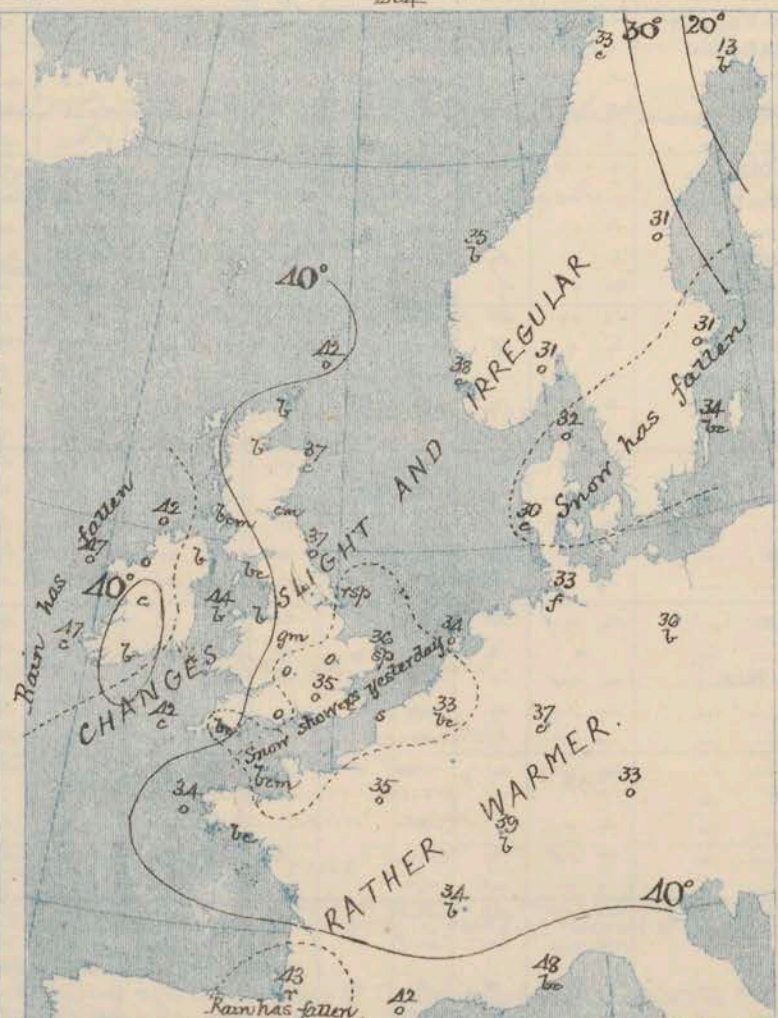 33
c
30°
20°
13
b
35
b
31
o
40°
42
o
38
c
31
o
31
o
IRREGULAR
Snow has fallen
b
b
37
c
32
o
34
bc
30
c
AND
42
o
bcm
cm
37
o
47
o
Rain has fallen
o
40°
c
b
bc
SLIGHT
rsp
33
f
44
b
b
gm
36
sp
34
o
36
b
47
c
b
o
o
35
o
CHANGES
42
c
o
s
33
bc
37
c
Snow showers yesterday
bcm
34
o
bc
35
o
WARMER.
33
o
39
b
RATHER
34
b
40°
43
r
Rain has fallen
48
bc
42
o